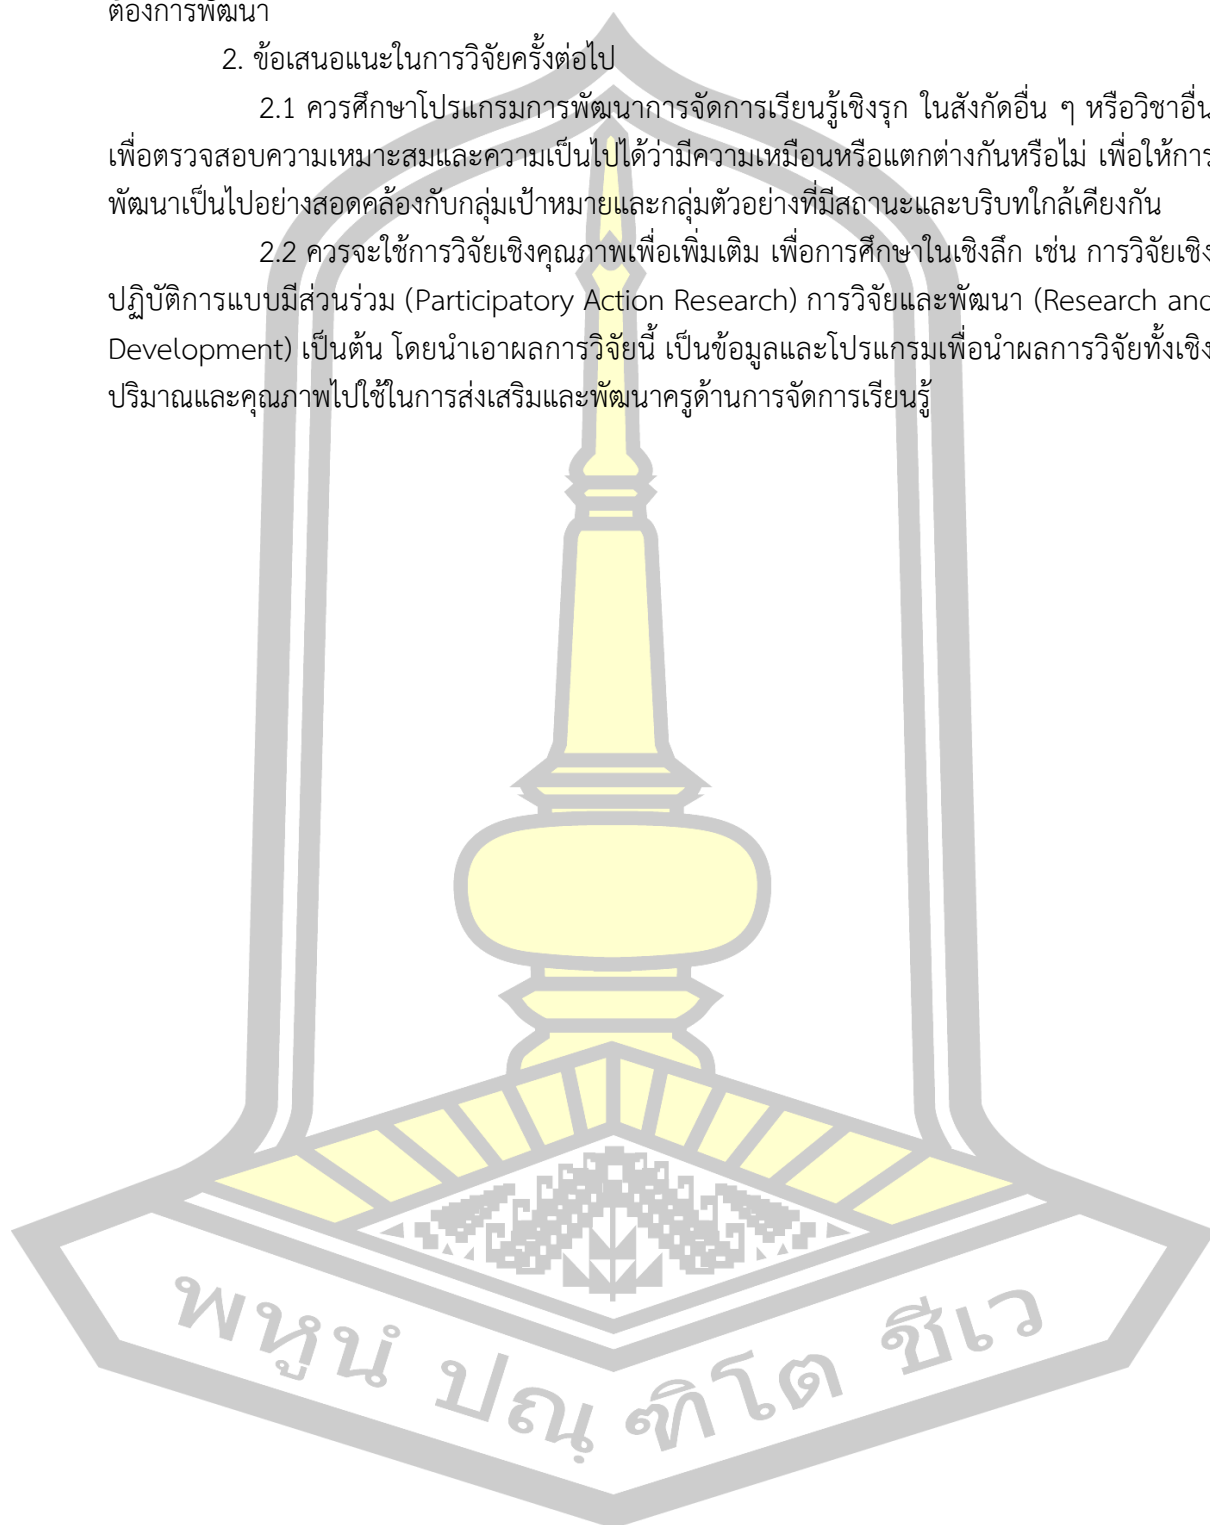 ต้องการพัฒนา
2. ข้อเสนอแนะในการวิจัยครั้งต่อไป
2.1 ควรศึกษาโปรแกรมการพัฒนาการจัดการเรียนรู้เชิงรุก ในสังกัดอื่น ๆ หรือวิชาอื่น
เพื่อตรวจสอบความเหมาะสมและความเป็นไปได้ว่ามีความเหมือนหรือแตกต่างกันหรือไม่ เพื่อให้การ
พัฒนาเป็นไปอย่างสอดคล้องกับกลุ่มเป้าหมายและกลุ่มตัวอย่างที่มีสถานะและบริบทใกล้เคียงกัน
2.2 ควรจะใช้การวิจัยเชิงคุณภาพเพื่อเพิ่มเติม เพื่อการศึกษาในเชิงลึก เช่น การวิจัยเชิง
ปฏิบัติการแบบมีส่วนร่วม (Participatory Action Research) การวิจัยและพัฒนา (Research and
Development) เป็นต้น โดยนำเอาผลการวิจัยนี้ เป็นข้อมูลและโปรแกรมเพื่อนำผลการวิจัยทั้งเชิง
ปริมาณและคุณภาพไปใช้ในการส่งเสริมและพัฒนาครูด้านการจัดการเรียนรู้
พหูนํ ปณฺฑิโต ชีเว